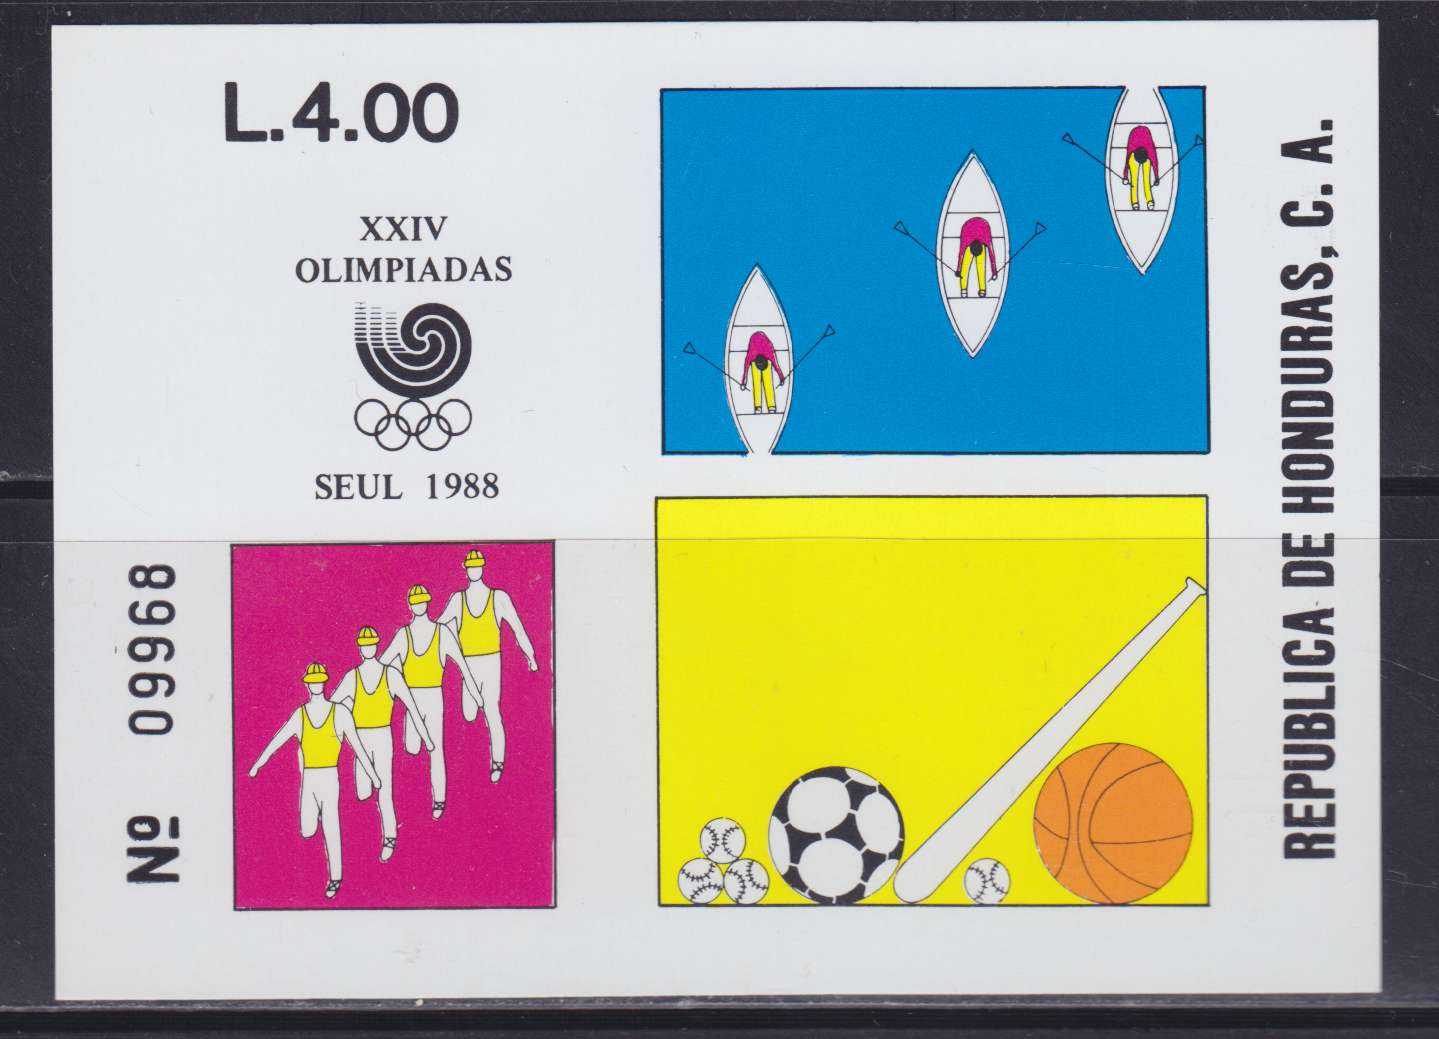 L.4.00
XXIV
OLIMPIADAS
SEUL 1988
Nº 09968
REPUBLICA DE HONDURAS, C. A.